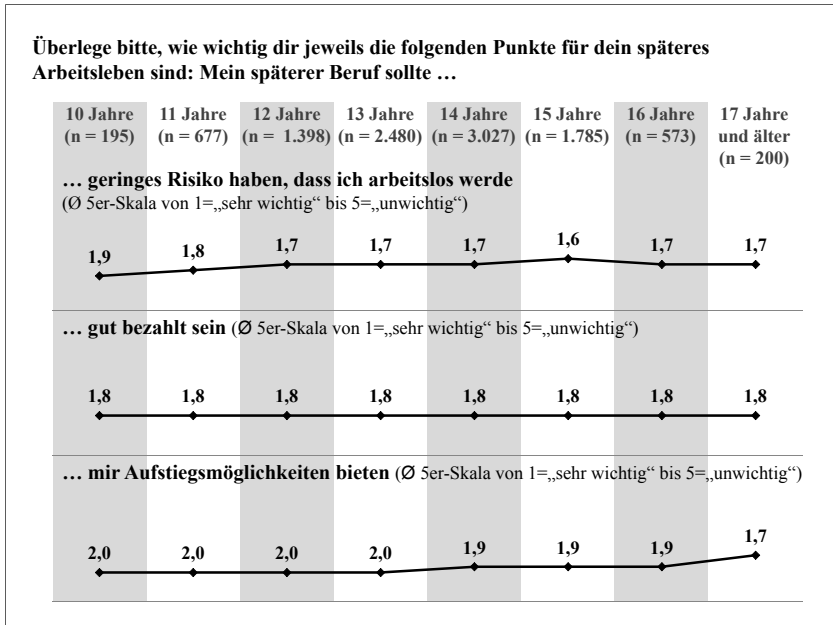 Überlege bitte, wie wichtig dir jeweils die folgenden Punkte für dein späteres
Arbeitsleben sind: Mein späterer Beruf sollte …
10 Jahre 11 Jahre 12 Jahre 13 Jahre 14 Jahre 15 Jahre 16 Jahre 17 Jahre
(n = 195) (n = 677) (n = 1.398) (n = 2.480) (n = 3.027) (n = 1.785) (n = 573) und älter
(n = 200)
… geringes Risiko haben, dass ich arbeitslos werde
(Ø 5er-Skala von 1=„sehr wichtig“ bis 5=„unwichtig“)
1,9 1,8 1,7 1,7 1,7 1,6 1,7 1,7
… gut bezahlt sein (Ø 5er-Skala von 1=„sehr wichtig“ bis 5=„unwichtig“)
1,8 1,8 1,8 1,8 1,8 1,8 1,8 1,8
… mir Aufstiegsmöglichkeiten bieten (Ø 5er-Skala von 1=„sehr wichtig“ bis 5=„unwichtig“)
2,0 2,0 2,0 2,0 1,9 1,9 1,9 1,7